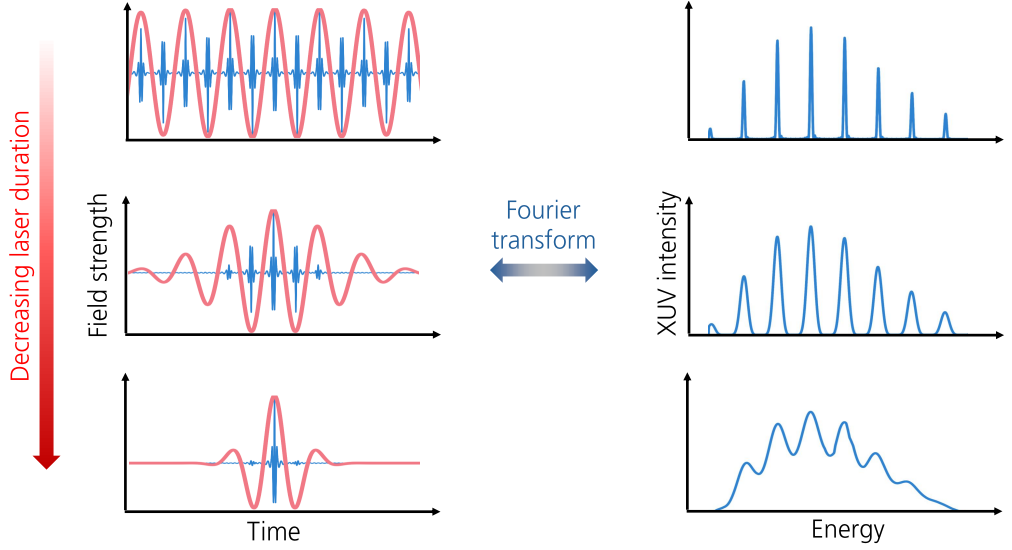 Decreasing laser duration
Field strength
Fourier
transform
XUV intensity
Time
Energy